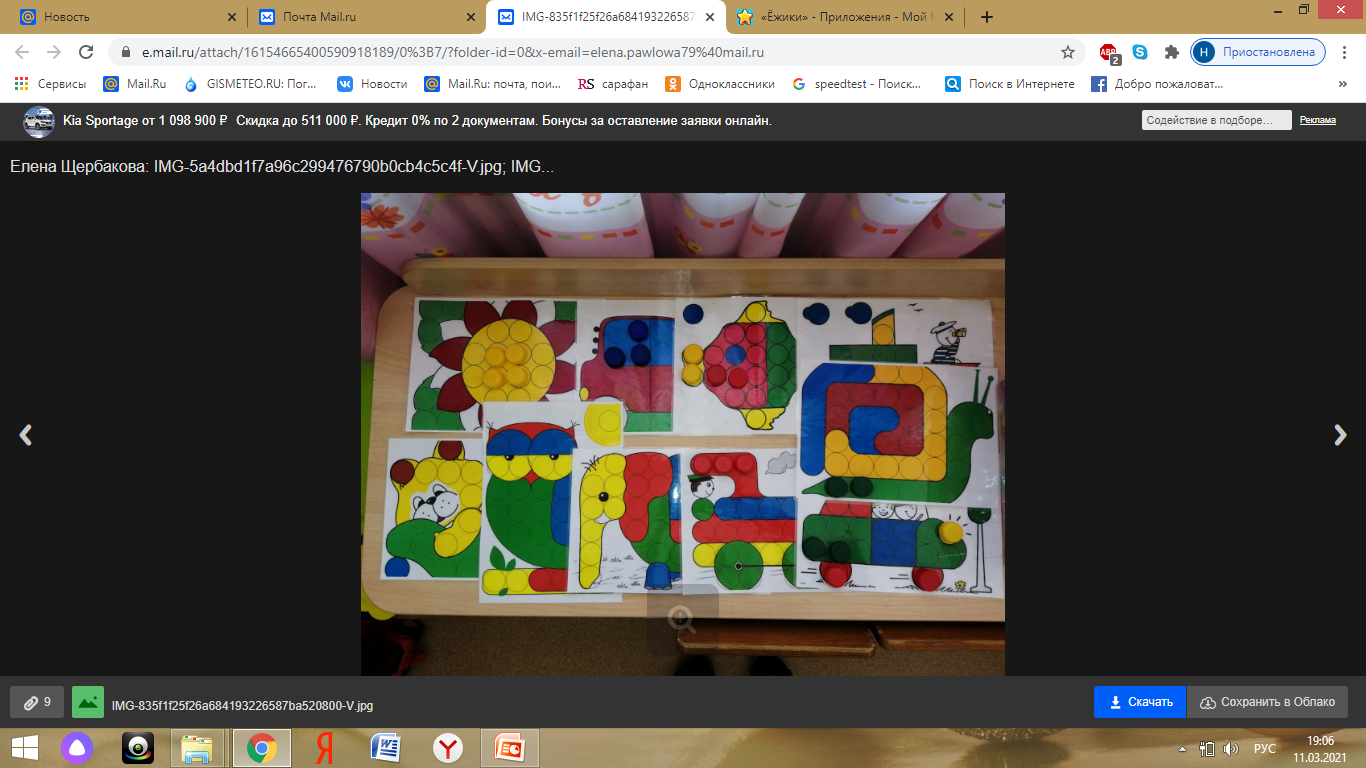 Новость
Почта Mail.ru
IMG-835f1f25f26a684193226587
«Ёжики» - Приложения - Мой М
e.mail.ru/attach/16154665400590918189/0%3B7/?folder-id=0&x-email=elena.pawlowa79%40mail.ru
ABP
2
Н
Приостановлена
Сервисы
Mail.Ru
GISMETEO.RU: Пог...
Новости
Mail.Ru: почта, пои...
RS сарафан
Одноклассники
speedtest - Поиск...
Поиск в Интернете
Добро пожаловат...
»
Kia Sportage от 1 098 900 ₽ Скидка до 511 000 ₽. Кредит 0% по 2 документам. Бонусы за оставление заявки онлайн.
Содействие в подборе...
Реклама
Елена Щербакова: IMG-5a4dbd1f7a96c299476790b0cb4c5c4f-V.jpg; IMG...
9
IMG-835f1f25f26a684193226587ba520800-V.jpg
Скачать
Сохранить в Облако
РУС
19:06
11.03.2021